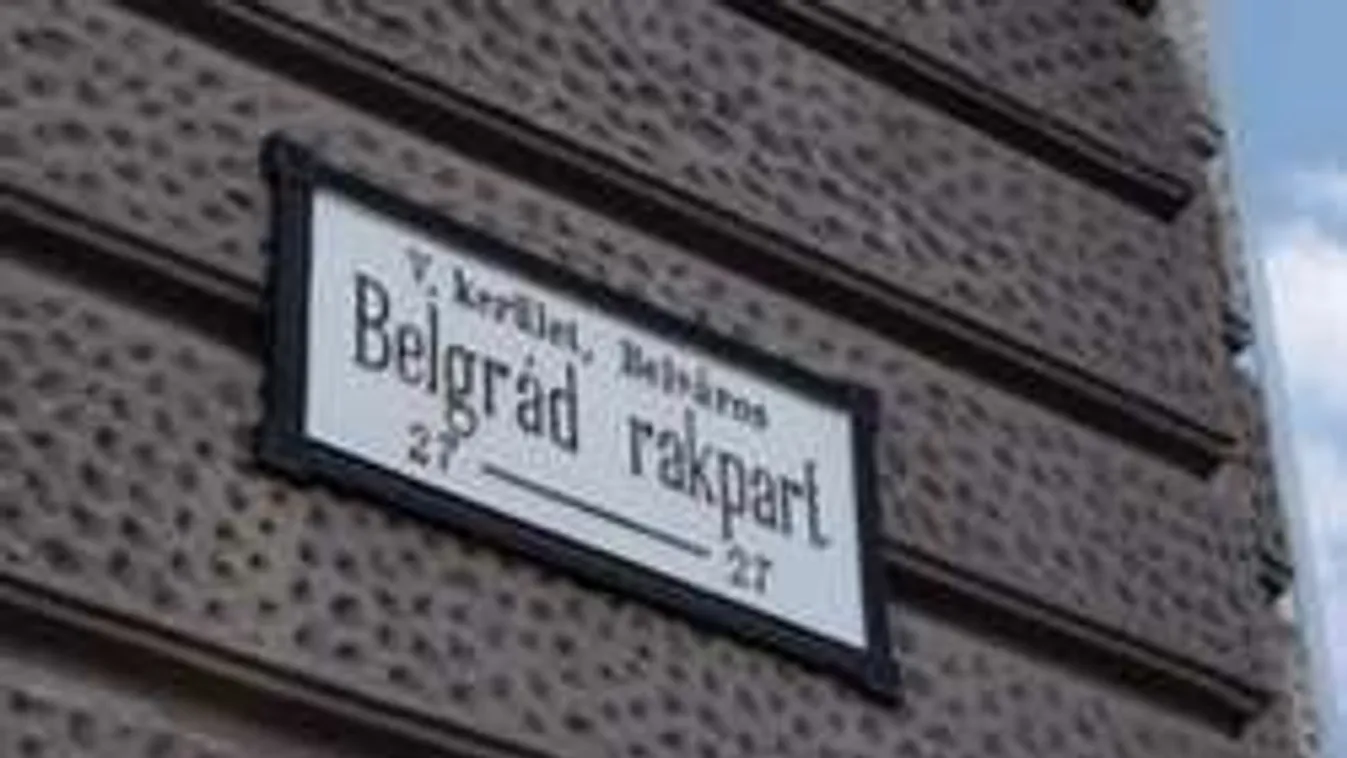 V. kerület, Belváros
Belgrád rakpart
27 — 27